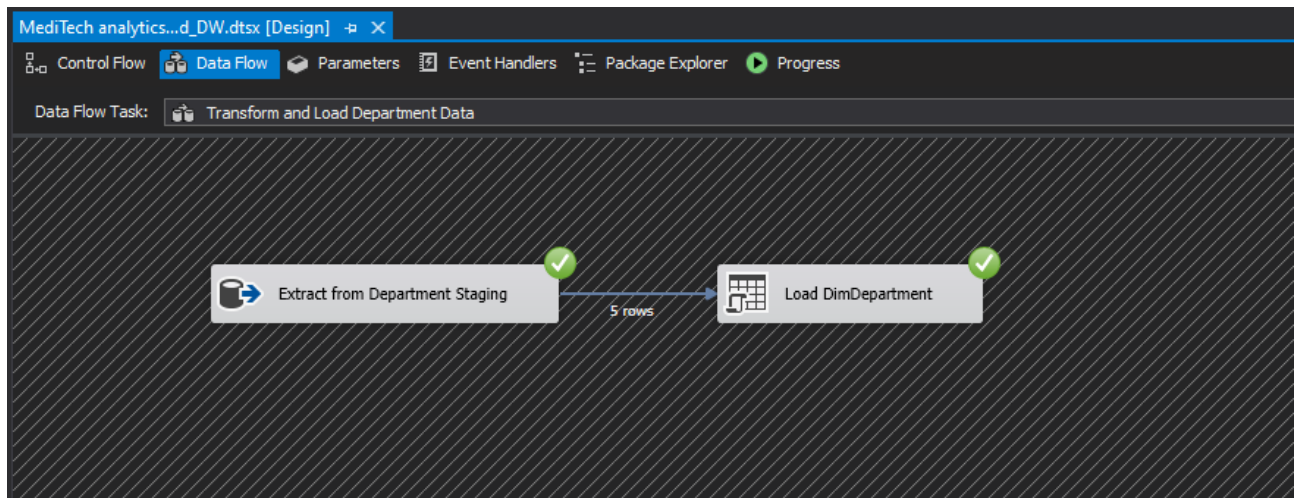 MediTech analytics...d_DW.dtsx [Design]
Control Flow Data Flow Parameters Event Handlers Package Explorer Progress
Data Flow Task: Transform and Load Department Data
Extract from Department Staging
5 rows
Load DimDepartment